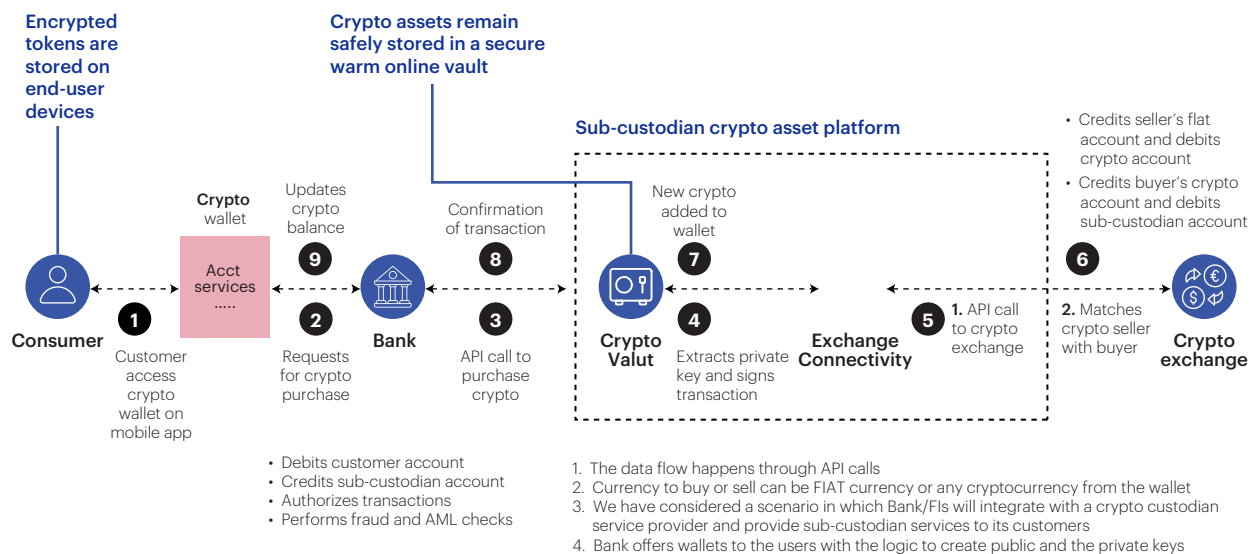 Encrypted
tokens are
stored on
end-user
devices
Crypto assets remain
safely stored in a secure
warm online vault
Sub-custodian crypto asset platform
• Credits seller's flat
account and debits
crypto account
• Credits buyer's crypto
account and debits
sub-custodian account
Crypto
wallet
Acct
services
.....
Updates
crypto
balance
9
Confirmation
of transaction
8
New crypto
added to
wallet
7
6
Consumer
1
Customer
access
crypto
wallet on
mobile app
2
Requests
for crypto
purchase
Bank
3
API call to
purchase
crypto
Crypto
Valut
4
Extracts private
key and signs
transaction
Exchange
Connectivity
5
1. API call
to crypto
exchange
2. Matches
crypto seller
with buyer
€
$
Crypto
exchange
• Debits customer account
• Credits sub-custodian account
• Authorizes transactions
• Performs fraud and AML checks
1. The data flow happens through API calls
2. Currency to buy or sell can be FIAT currency or any cryptocurrency from the wallet
3. We have considered a scenario in which Bank/FIs will integrate with a crypto custodian
service provider and provide sub-custodian services to its customers
4. Bank offers wallets to the users with the logic to create public and the private keys